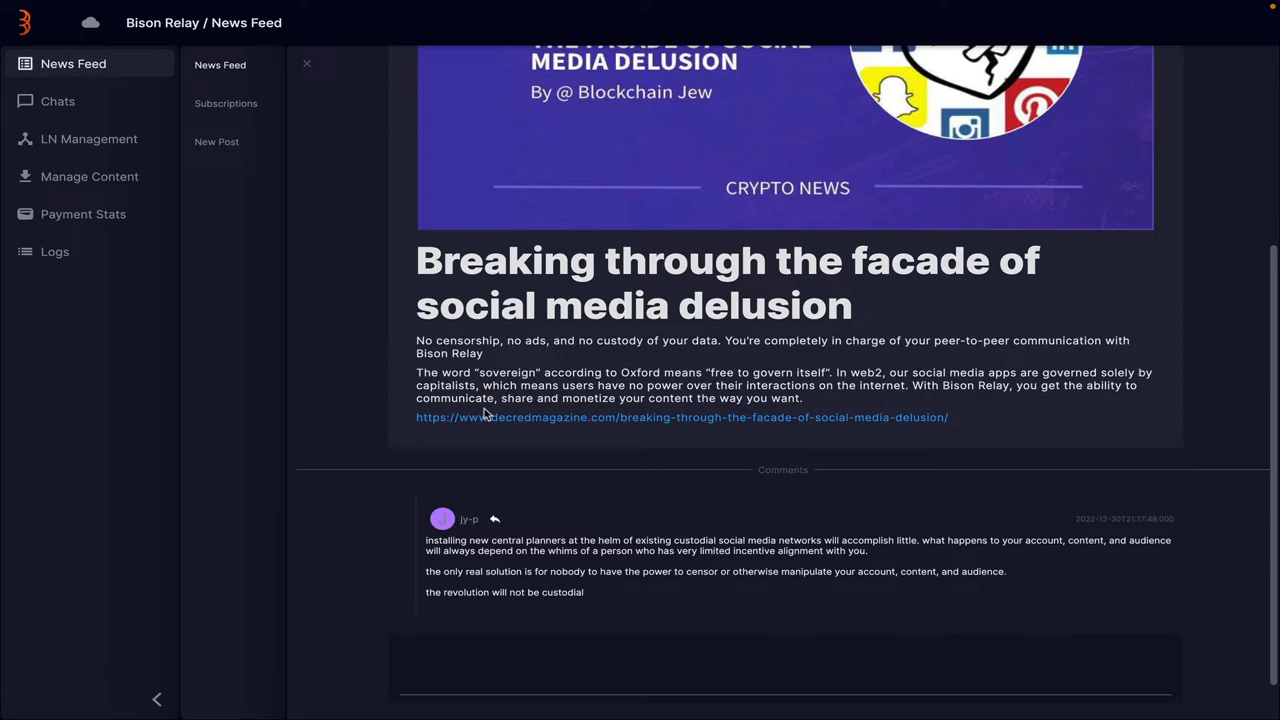 Bison Relay / News Feed
News Feed
Chats
LN Management
Manage Content
Payment Stats
Logs
News Feed
Subscriptions
New Post
THE FACADE OF SOCIAL
MEDIA DELUSION
By @ Blockchain Jew
CRYPTO NEWS
Breaking through the facade of
social media delusion
No censorship, no ads, and no custody of your data. You're completely in charge of your peer-to-peer communication with
Bison Relay
The word "sovereign" according to Oxford means "free to govern itself". In web2, our social media apps are governed solely by
capitalists, which means users have no power over their interactions on the internet. With Bison Relay, you get the ability to
communicate, share and monetize your content the way you want.
https://www.decredmagazine.com/breaking-through-the-facade-of-social-media-delusion/
Comments
J
jy-p
2022-12-30T21:17:48.000
installing new central planners at the helm of existing custodial social media networks will accomplish little. what happens to your account, content, and audience
will always depend on the whims of a person who has very limited incentive alignment with you.
the only real solution is for nobody to have the power to censor or otherwise manipulate your account, content, and audience.
the revolution will not be custodial